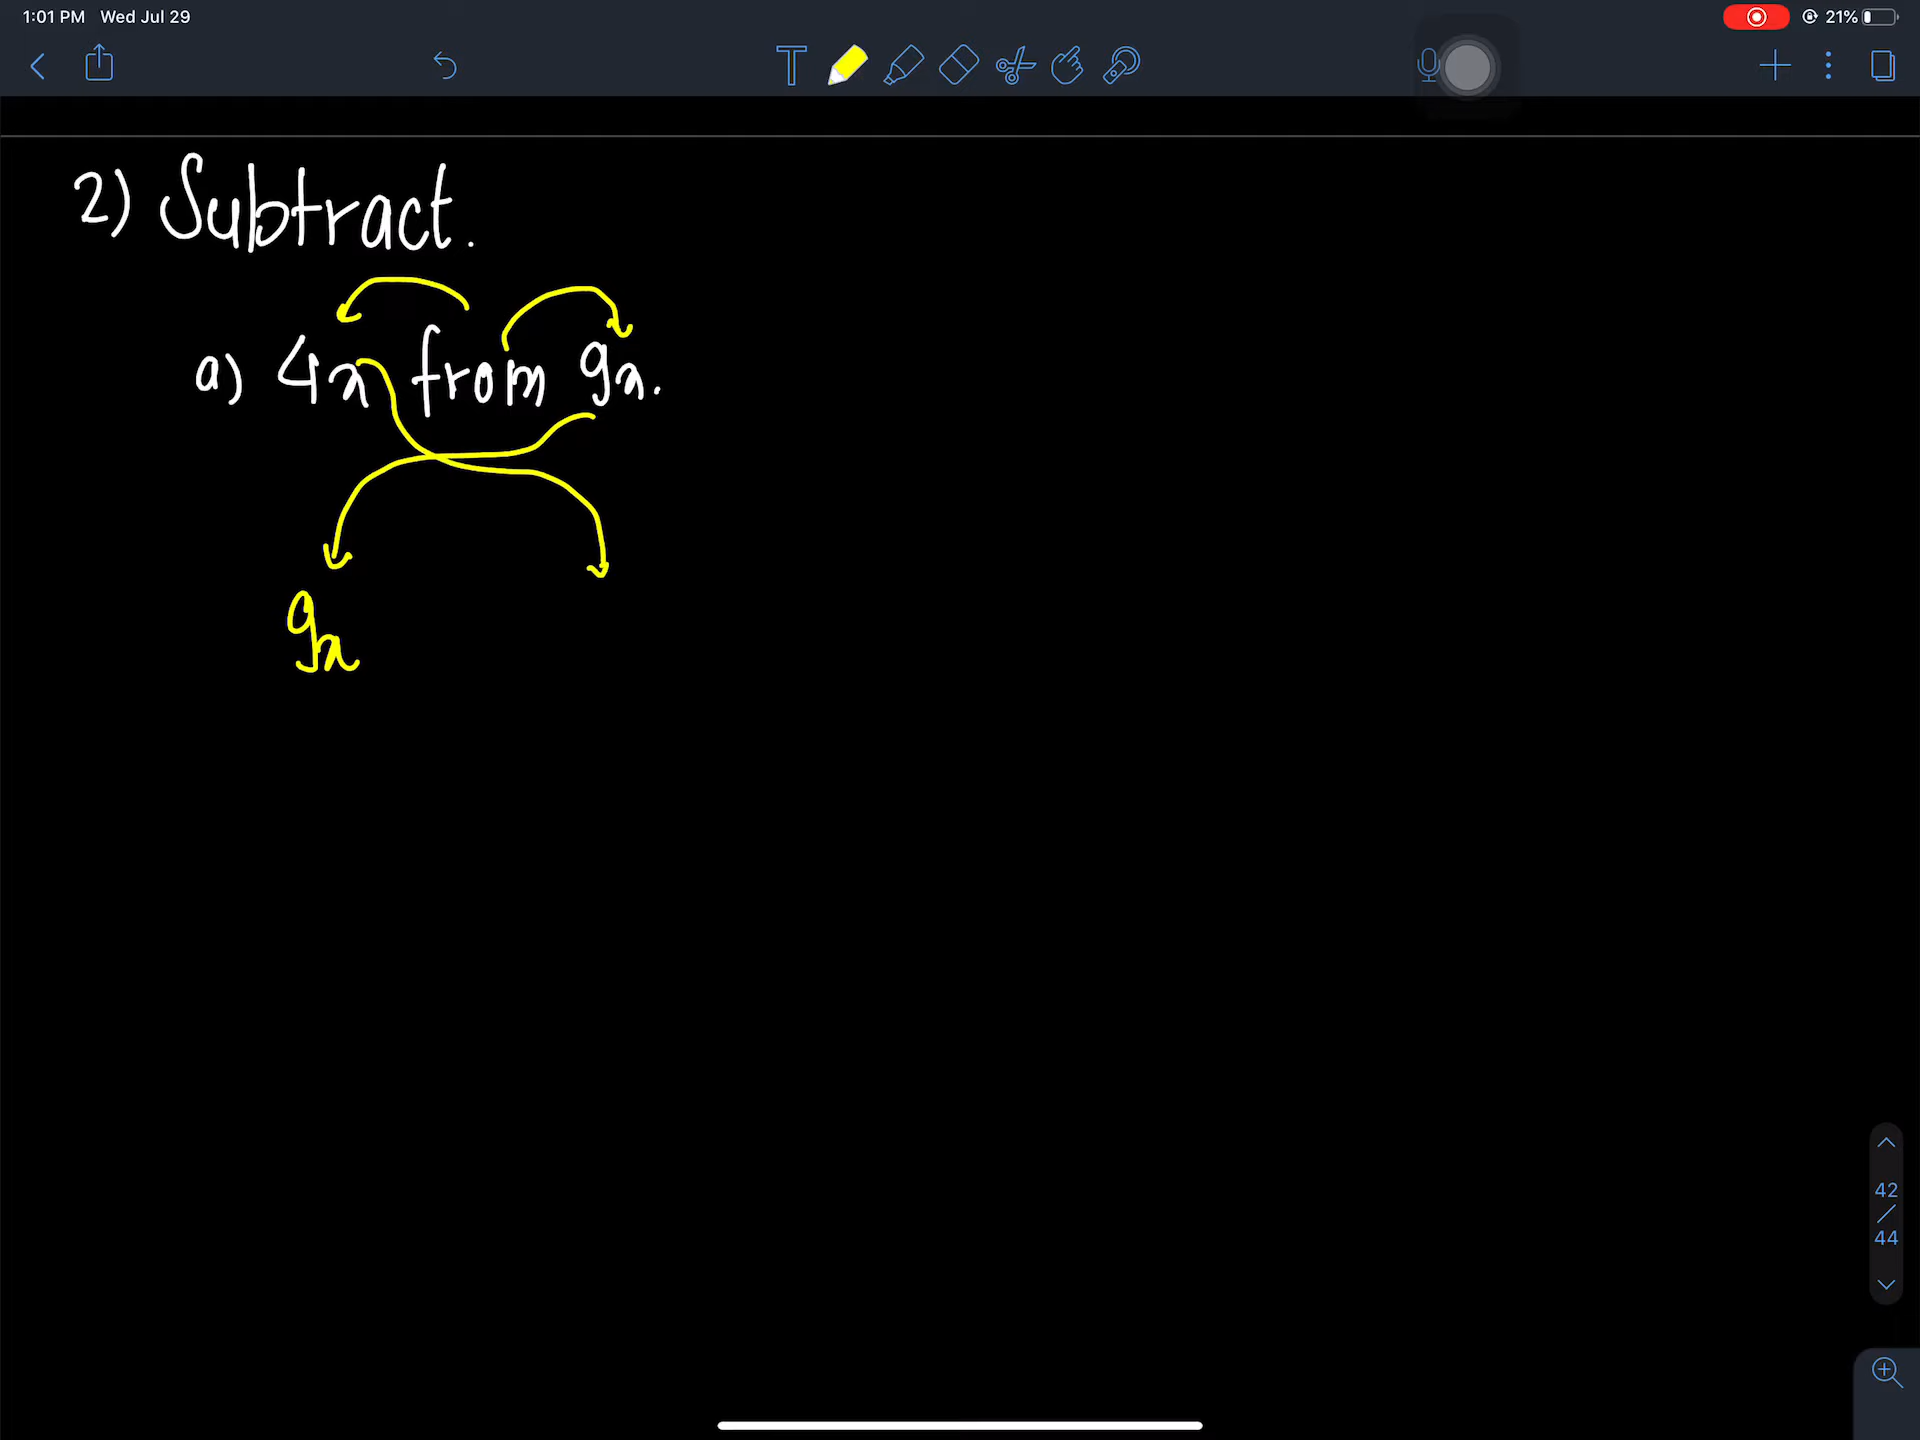 1:01 PM Wed Jul 29
21%
T
2) Subtract.
a) 4x from 9x.
9x
42
/
44